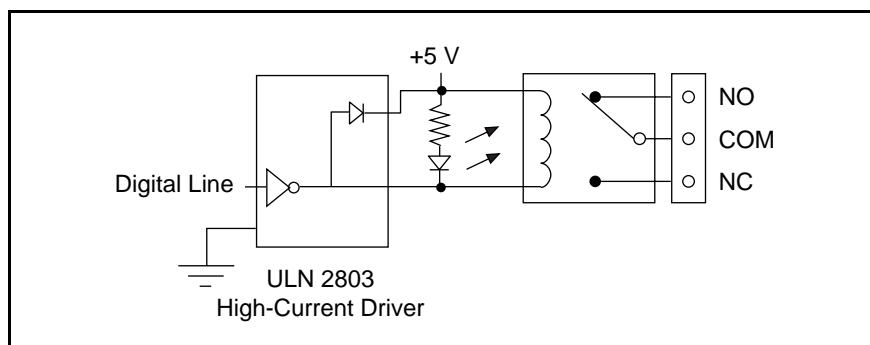 +5 V
NO
COM
Digital Line
NC
ULN 2803
High-Current Driver